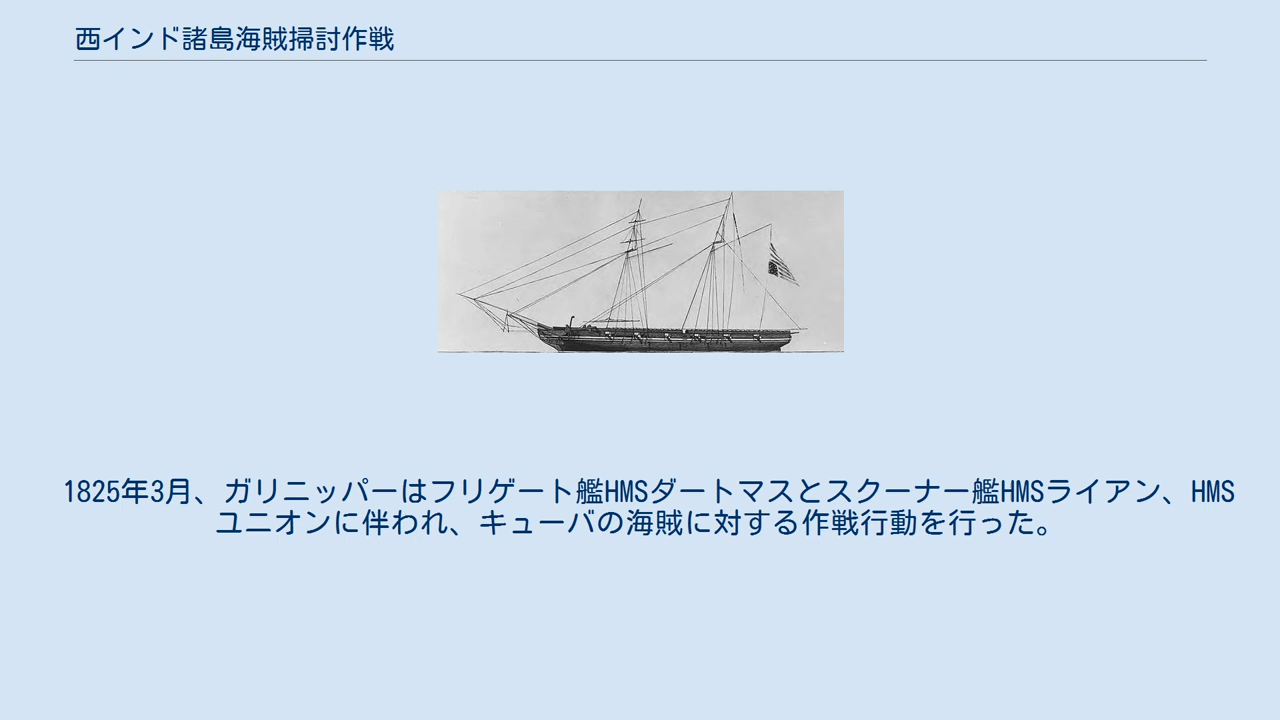 西インド諸島海賊掃討作戦
1825年3月、ガリニッパーはフリゲート艦HMSダートマスとスクーナー艦HMSライアン、HMS
ユニオンに伴われ、キューバの海賊に対する作戦行動を行った。